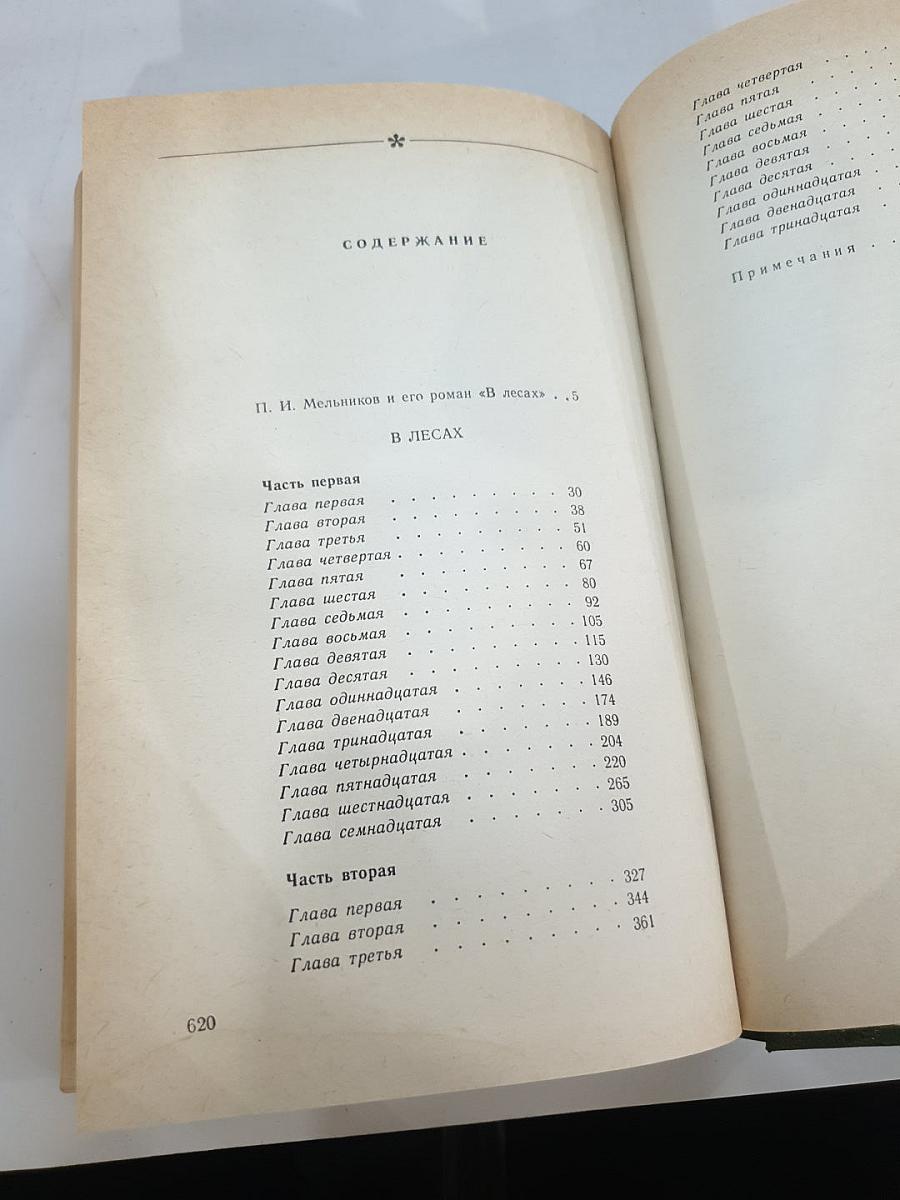 СОДЕРЖАНИЕ
П. И. Мельников и его роман «В лесах» . . 5
В ЛЕСАХ
Часть первая
Глава первая . . . . . . . . . 30
Глава вторая . . . . . . . . . 38
Глава третья . . . . . . . . . 51
Глава четвертая . . . . . . . . . 60
Глава пятая . . . . . . . . . 67
Глава шестая . . . . . . . . . 80
Глава седьмая . . . . . . . . . 92
Глава восьмая . . . . . . . . . 105
Глава девятая . . . . . . . . . 115
Глава десятая . . . . . . . . . 130
Глава одиннадцатая . . . . . . . 146
Глава двенадцатая . . . . . . . 174
Глава тринадцатая . . . . . . . 189
Глава четырнадцатая . . . . . . . 204
Глава пятнадцатая . . . . . . . 220
Глава шестнадцатая . . . . . . . 265
Глава семнадцатая . . . . . . . 305
Часть вторая
Глава первая . . . . . . . . . 327
Глава вторая . . . . . . . . . 344
Глава третья . . . . . . . . . 361
620
Глава четвертая . . .
Глава пятая . . .
Глава шестая . . .
Глава седьмая . . .
Глава восьмая . . .
Глава девятая . . .
Глава десятая . . .
Глава одиннадцатая . .
Глава двенадцатая . .
Глава тринадцатая . .
Примечания . .